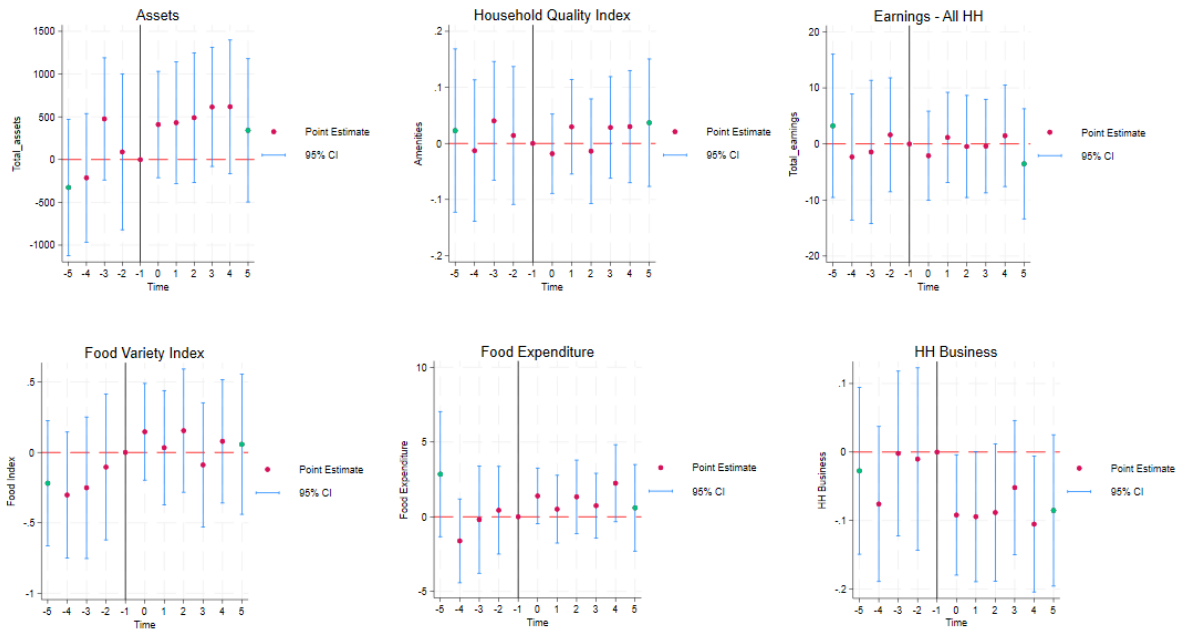 Assets
Total_assets
1500
1000
500
0
-500
-1000
-5 -4 -3 -2 -1 0 1 2 3 4 5
Time
Point Estimate
95% CI
Household Quality Index
Amenities
.2
.1
0
-.1
-.2
-5 -4 -3 -2 -1 0 1 2 3 4 5
Time
Point Estimate
95% CI
Earnings - All HH
Total_earnings
20
10
0
-10
-20
-5 -4 -3 -2 -1 0 1 2 3 4 5
Time
Point Estimate
95% CI
Food Variety Index
Food Index
.5
0
-.5
-1
-5 -4 -3 -2 -1 0 1 2 3 4 5
Time
Point Estimate
95% CI
Food Expenditure
Food Expenditure
10
5
0
-5
-5 -4 -3 -2 -1 0 1 2 3 4 5
Time
Point Estimate
95% CI
HH Business
HH Business
.1
0
-.1
-.2
-5 -4 -3 -2 -1 0 1 2 3 4 5
Time
Point Estimate
95% CI